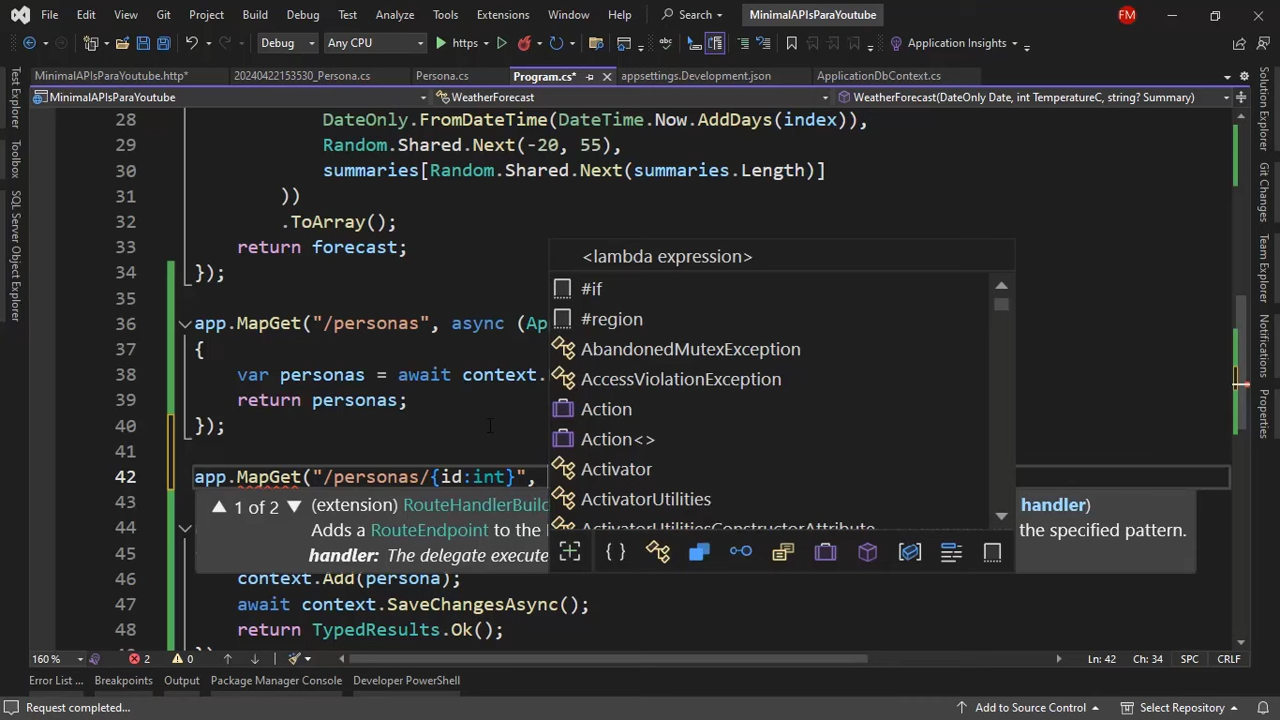 File Edit View Git Project Build Debug Test Analyze Tools Extensions Window Help Search MinimalAPIsParaYoutube FM
Debug Any CPU https Application Insights
MinimalAPIsParaYoutube.http* 20240422153530_Persona.cs Persona.cs Program.cs* appsettings.Development.json ApplicationDbContext.cs
MinimalAPIsParaYoutube WeatherForecast WeatherForecast(DateOnly Date, int TemperatureC, string? Summary)
Test Explorer
Toolbox
SQL Server Object Explorer
28 DateOnly.FromDateTime(DateTime.Now.AddDays(index)),
29 Random.Shared.Next(-20, 55),
30 summaries[Random.Shared.Next(summaries.Length)]
31 ))
32 .ToArray();
33 return forecast;
34 });
35
36 app.MapGet("/personas", async (Ap
37 {
38 var personas = await context.
39 return personas;
40 });
41
42 app.MapGet("/personas/{id:int}",
43
44
45
46 context.Add(persona);
47 await context.SaveChangesAsync();
48 return TypedResults.Ok();
<lambda expression>
#if
#region
AbandonedMutexException
AccessViolationException
Action
Action<>
Activator
ActivatorUtilities
ActivatorUtilitiesConstructorAttribute
1 of 2 (extension) RouteHandlerBuil handler)
Adds a RouteEndpoint to the the specified pattern.
handler: The delegate execute
Solution Explorer
Git Changes
Team Explorer
Notifications
Properties
160 % 2 0 Ln: 42 Ch: 34 SPC CRLF
Error List ... Breakpoints Output Package Manager Console Developer PowerShell
Request completed... Add to Source Control Select Repository